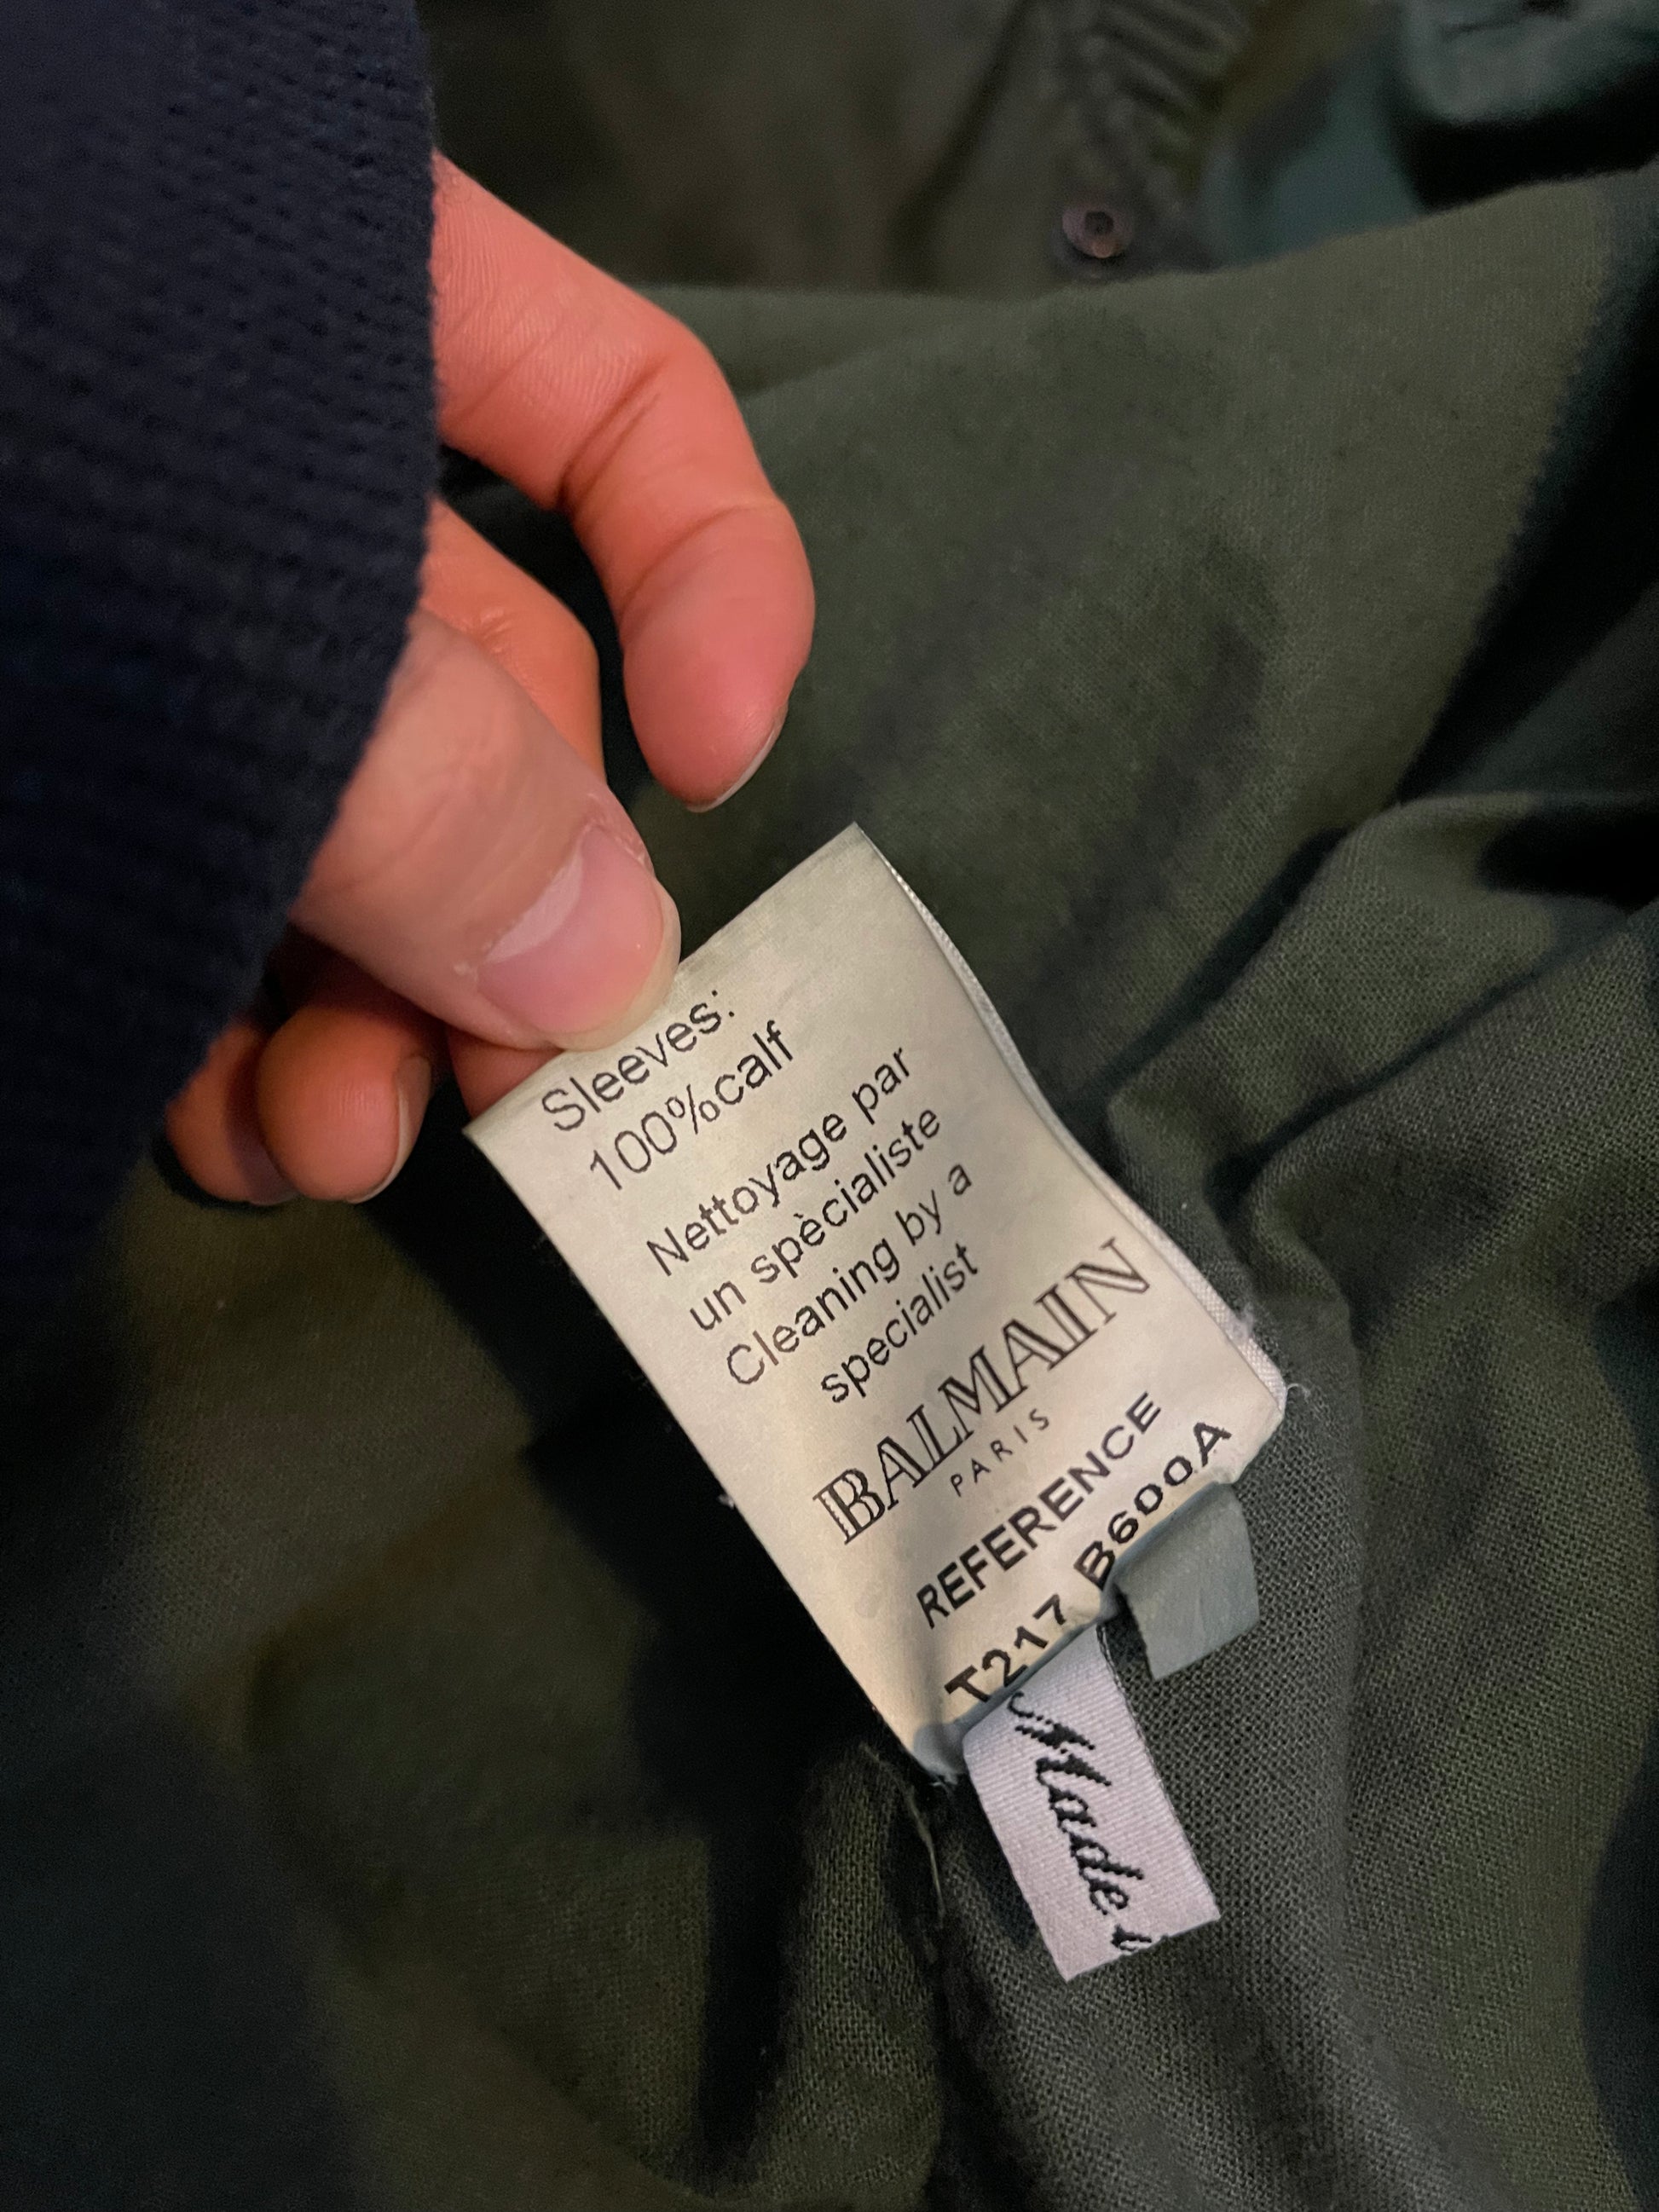 Sleeves:
100%calf
Nettoyage par
un spècialiste
Cleaning by a
specialist
BALMAIN
PARIS
REFERENCE
T217 B600A
Made